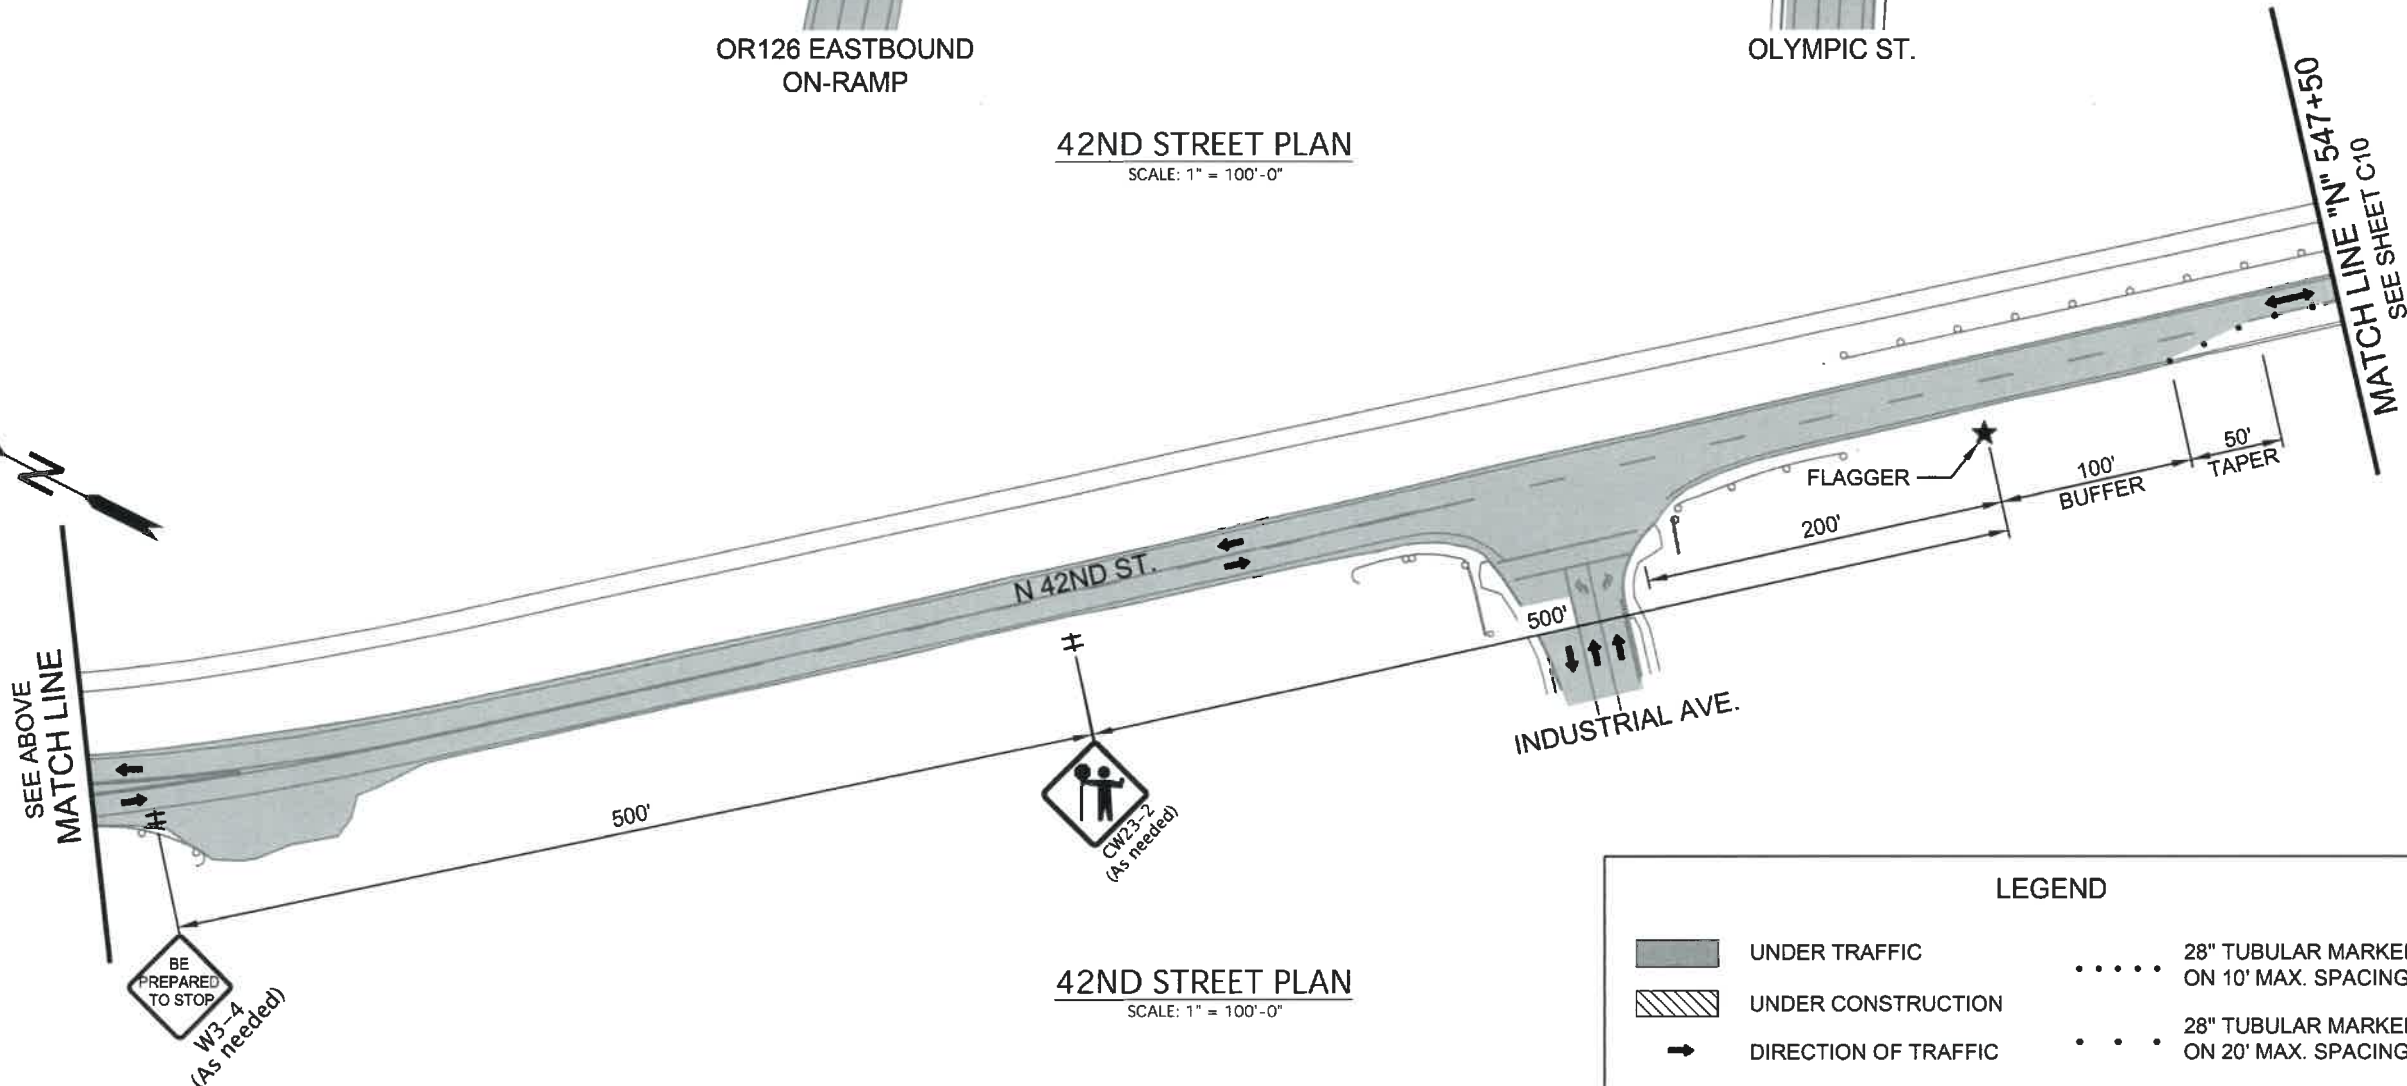 OR126 EASTBOUND
ON-RAMP
OLYMPIC ST.
42ND STREET PLAN
SCALE: 1" = 100'-0"
MATCH LINE "N" 547+50
SEE SHEET C10
N
FLAGGER
50'
TAPER
100'
BUFFER
200'
500'
N 42ND ST.
INDUSTRIAL AVE.
SEE ABOVE
MATCH LINE
500'
CW23-2
(As needed)
BE
PREPARED
TO STOP
W3-4
(As needed)
42ND STREET PLAN
SCALE: 1" = 100'-0"
LEGEND
UNDER TRAFFIC
UNDER CONSTRUCTION
DIRECTION OF TRAFFIC
28" TUBULAR MARKE
ON 10' MAX. SPACING
28" TUBULAR MARKE
ON 20' MAX. SPACING